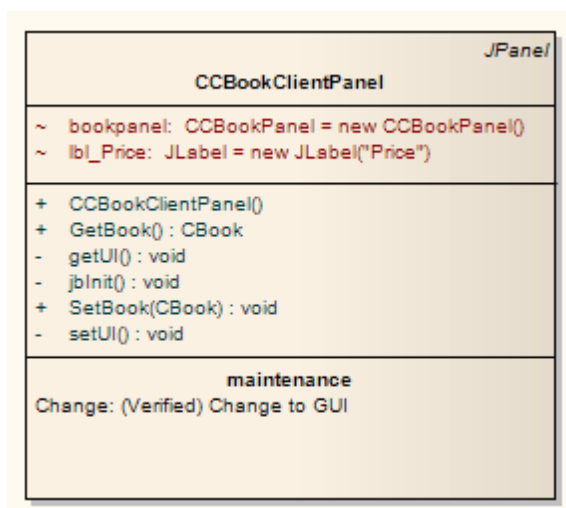 JPanel
CCBookClientPanel
~ bookpanel: CCBookPanel = new CCBookPanel()
~ lbl_Price: JLabel = new JLabel("Price")
+ CCBookClientPanel()
+ GetBook() : CBook
- getUI() : void
- jbInit() : void
+ SetBook(CBook) : void
- setUI() : void
maintenance
Change: (Verified) Change to GUI